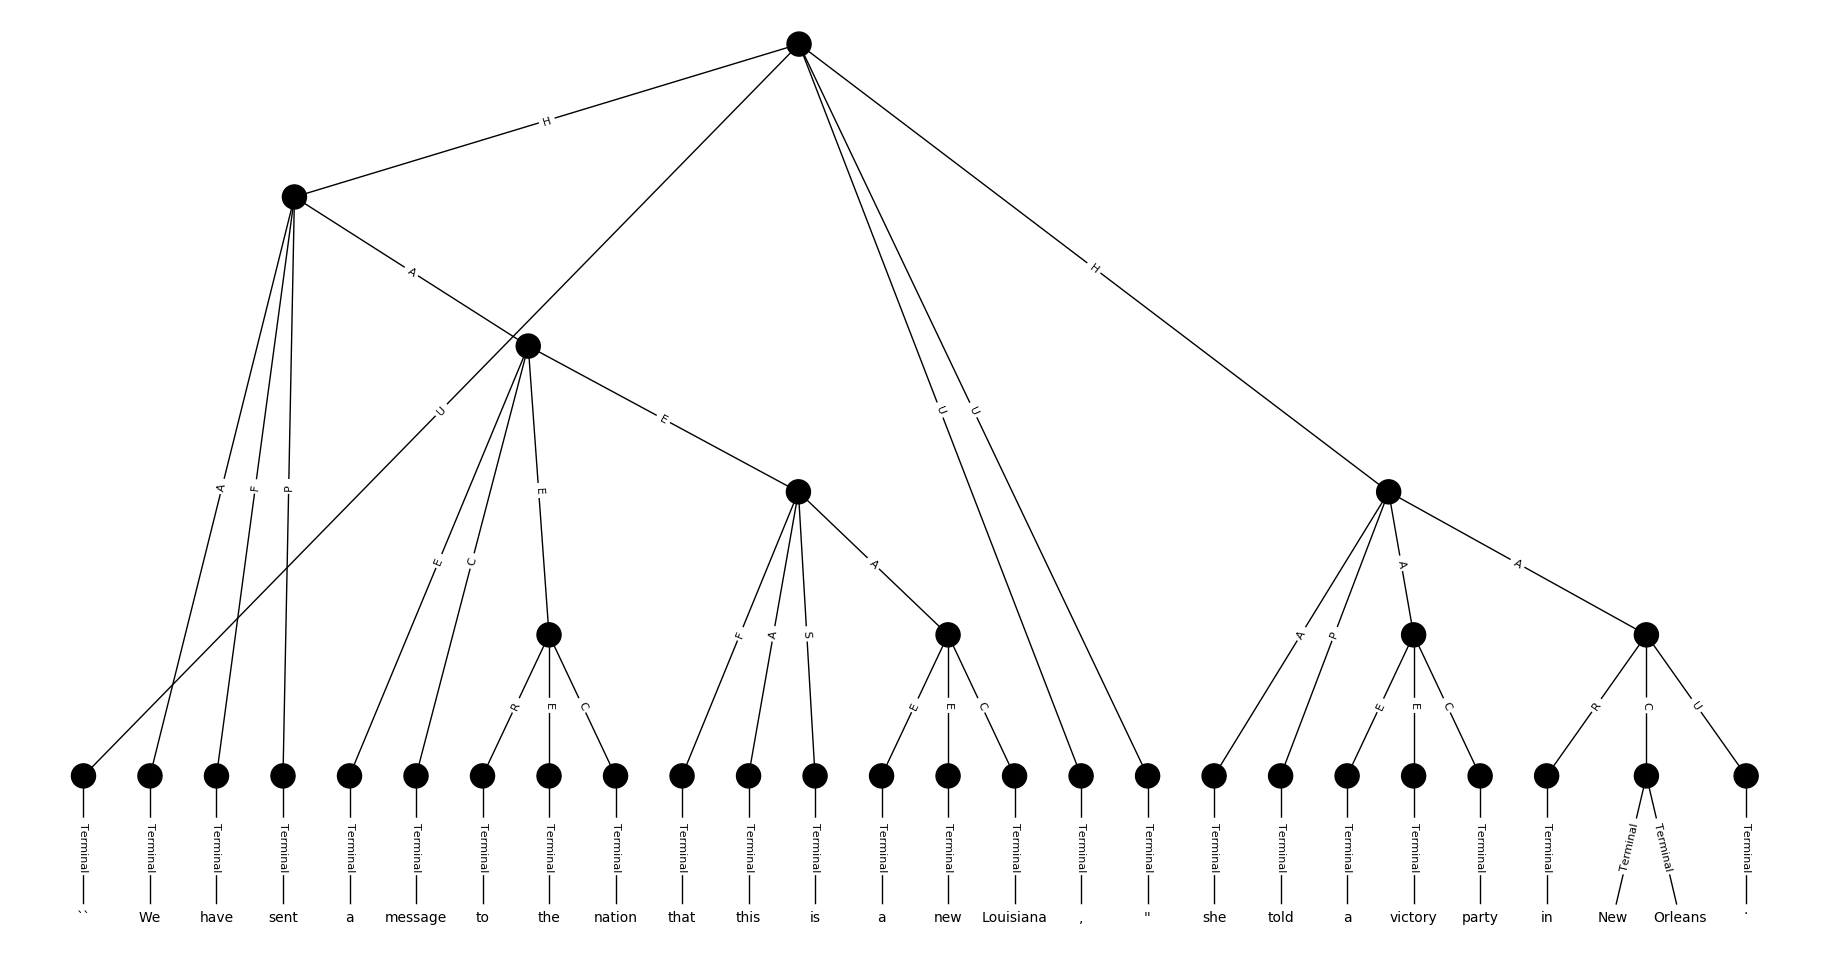 H
H
A
U
E
U
U
A
F
P
E
E
C
A
A
A
F
A
S
A
P
R
E
C
E
E
C
E
E
C
R
C
U
Terminal Terminal Terminal Terminal Terminal Terminal Terminal Terminal Terminal Terminal Terminal Terminal Terminal Terminal Terminal Terminal Terminal Terminal Terminal Terminal Terminal Terminal Terminal Terminal Terminal Terminal
`` We have sent a message to the nation that this is a new Louisiana , " she told a victory party in New Orleans .